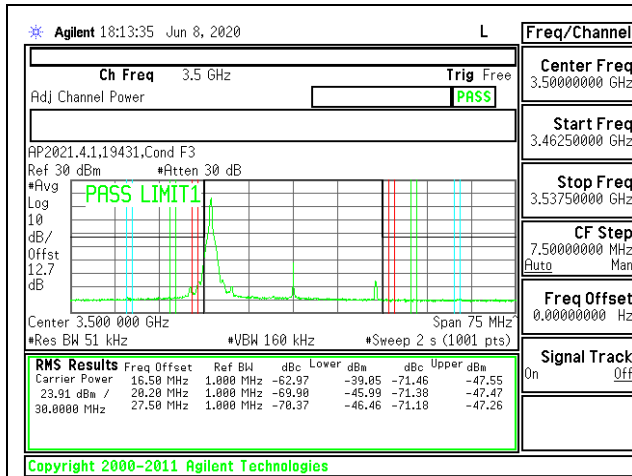 Agilent 18:13:35 Jun 8, 2020 L
Freq/Channel
Ch Freq 3.5 GHz Trig Free
Adj Channel Power PASS
AP2021.4.1,19431,Cond F3
Ref 30 dBm #Atten 30 dB
#Avg
Log
10
dB/
Offst
12.7
dB
PASS LIMIT1
Center 3.500 000 GHz Span 75 MHz
#Res BW 51 kHz #VBW 160 kHz #Sweep 2 s (1001 pts)
RMS Results Freq Offset Ref BW dBc Lower dBm dBc Upper dBm
Carrier Power 16.50 MHz 1.000 MHz -62.97 -39.05 -71.46 -47.55
23.91 dBm / 20.20 MHz 1.000 MHz -69.90 -45.99 -71.38 -47.47
30.0000 MHz 27.50 MHz 1.000 MHz -70.37 -46.46 -71.18 -47.26
Center Freq
3.50000000 GHz
Start Freq
3.46250000 GHz
Stop Freq
3.53750000 GHz
CF Step
7.50000000 MHz
Auto Man
Freq Offset
0.00000000 Hz
Signal Track
On Off
Copyright 2000-2011 Agilent Technologies